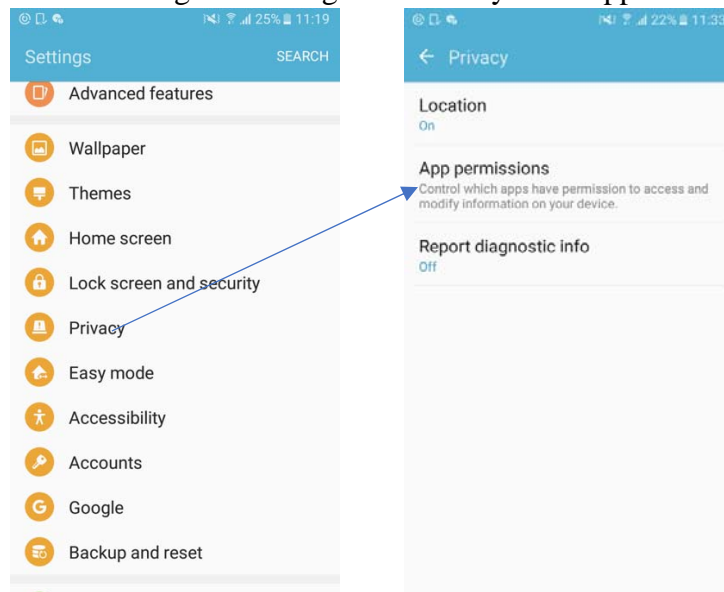 25% 11:19
Settings SEARCH
Advanced features
Wallpaper
Themes
Home screen
Lock screen and security
Privacy
Easy mode
Accessibility
Accounts
Google
Backup and reset
22% 11:33
Privacy
Location
On
App permissions
Control which apps have permission to access and
modify information on your device.
Report diagnostic info
Off